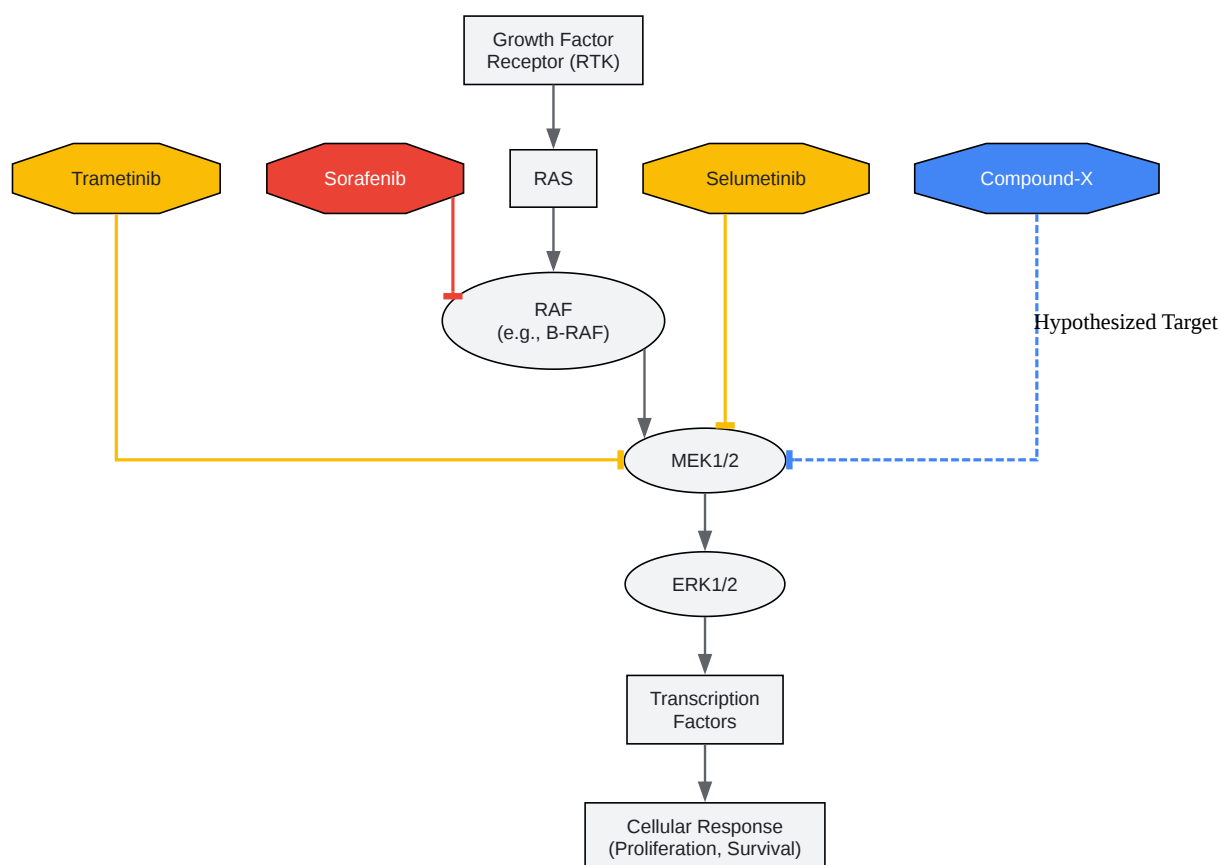 Growth Factor
Receptor (RTK)
Trametinib
Sorafenib
RAS
Selumetinib
Compound-X
RAF
(e.g., B-RAF)
Hypothesized Target
MEK1/2
ERK1/2
Transcription
Factors
Cellular Response
(Proliferation, Survival)